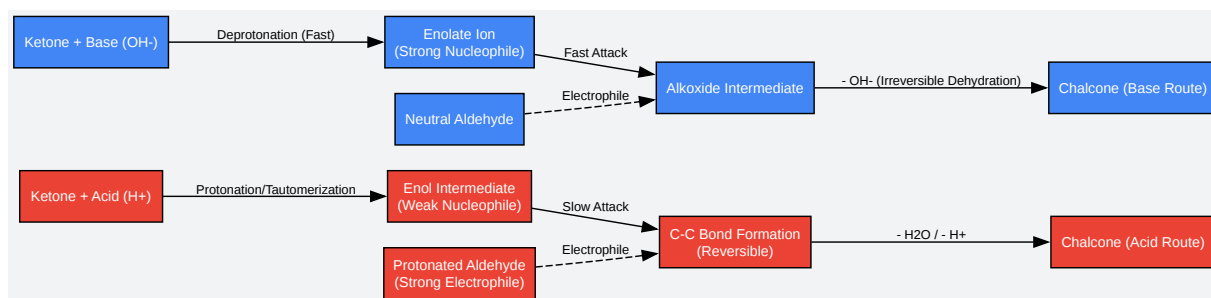 Ketone + Base (OH-)
Deprotonation (Fast)
Enolate Ion
(Strong Nucleophile)
Fast Attack
Electrophile
Neutral Aldehyde
Alkoxide Intermediate
- OH- (Irreversible Dehydration)
Chalcone (Base Route)
Ketone + Acid (H+)
Protonation/Tautomerization
Enol Intermediate
(Weak Nucleophile)
Slow Attack
Electrophile
Protonated Aldehyde
(Strong Electrophile)
C-C Bond Formation
(Reversible)
- H2O / - H+
Chalcone (Acid Route)